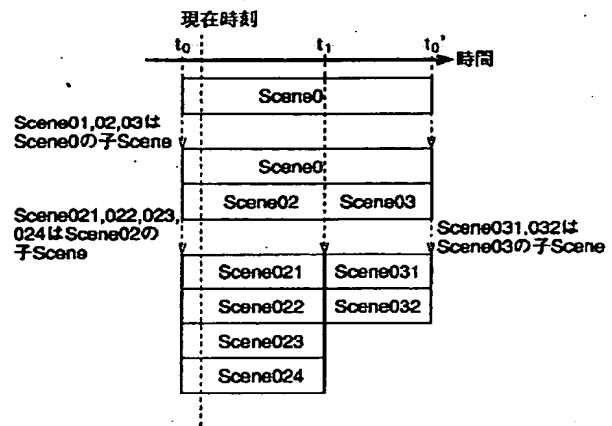 現在時刻
t₀ t₁ t₀'
時間
Scene0
Scene01,02,03は
Scene0の子Scene
Scene0
Scene02 Scene03
Scene021,022,023,
024はScene02の
子Scene
Scene031,032は
Scene03の子Scene
Scene021 Scene031
Scene022 Scene032
Scene023
Scene024